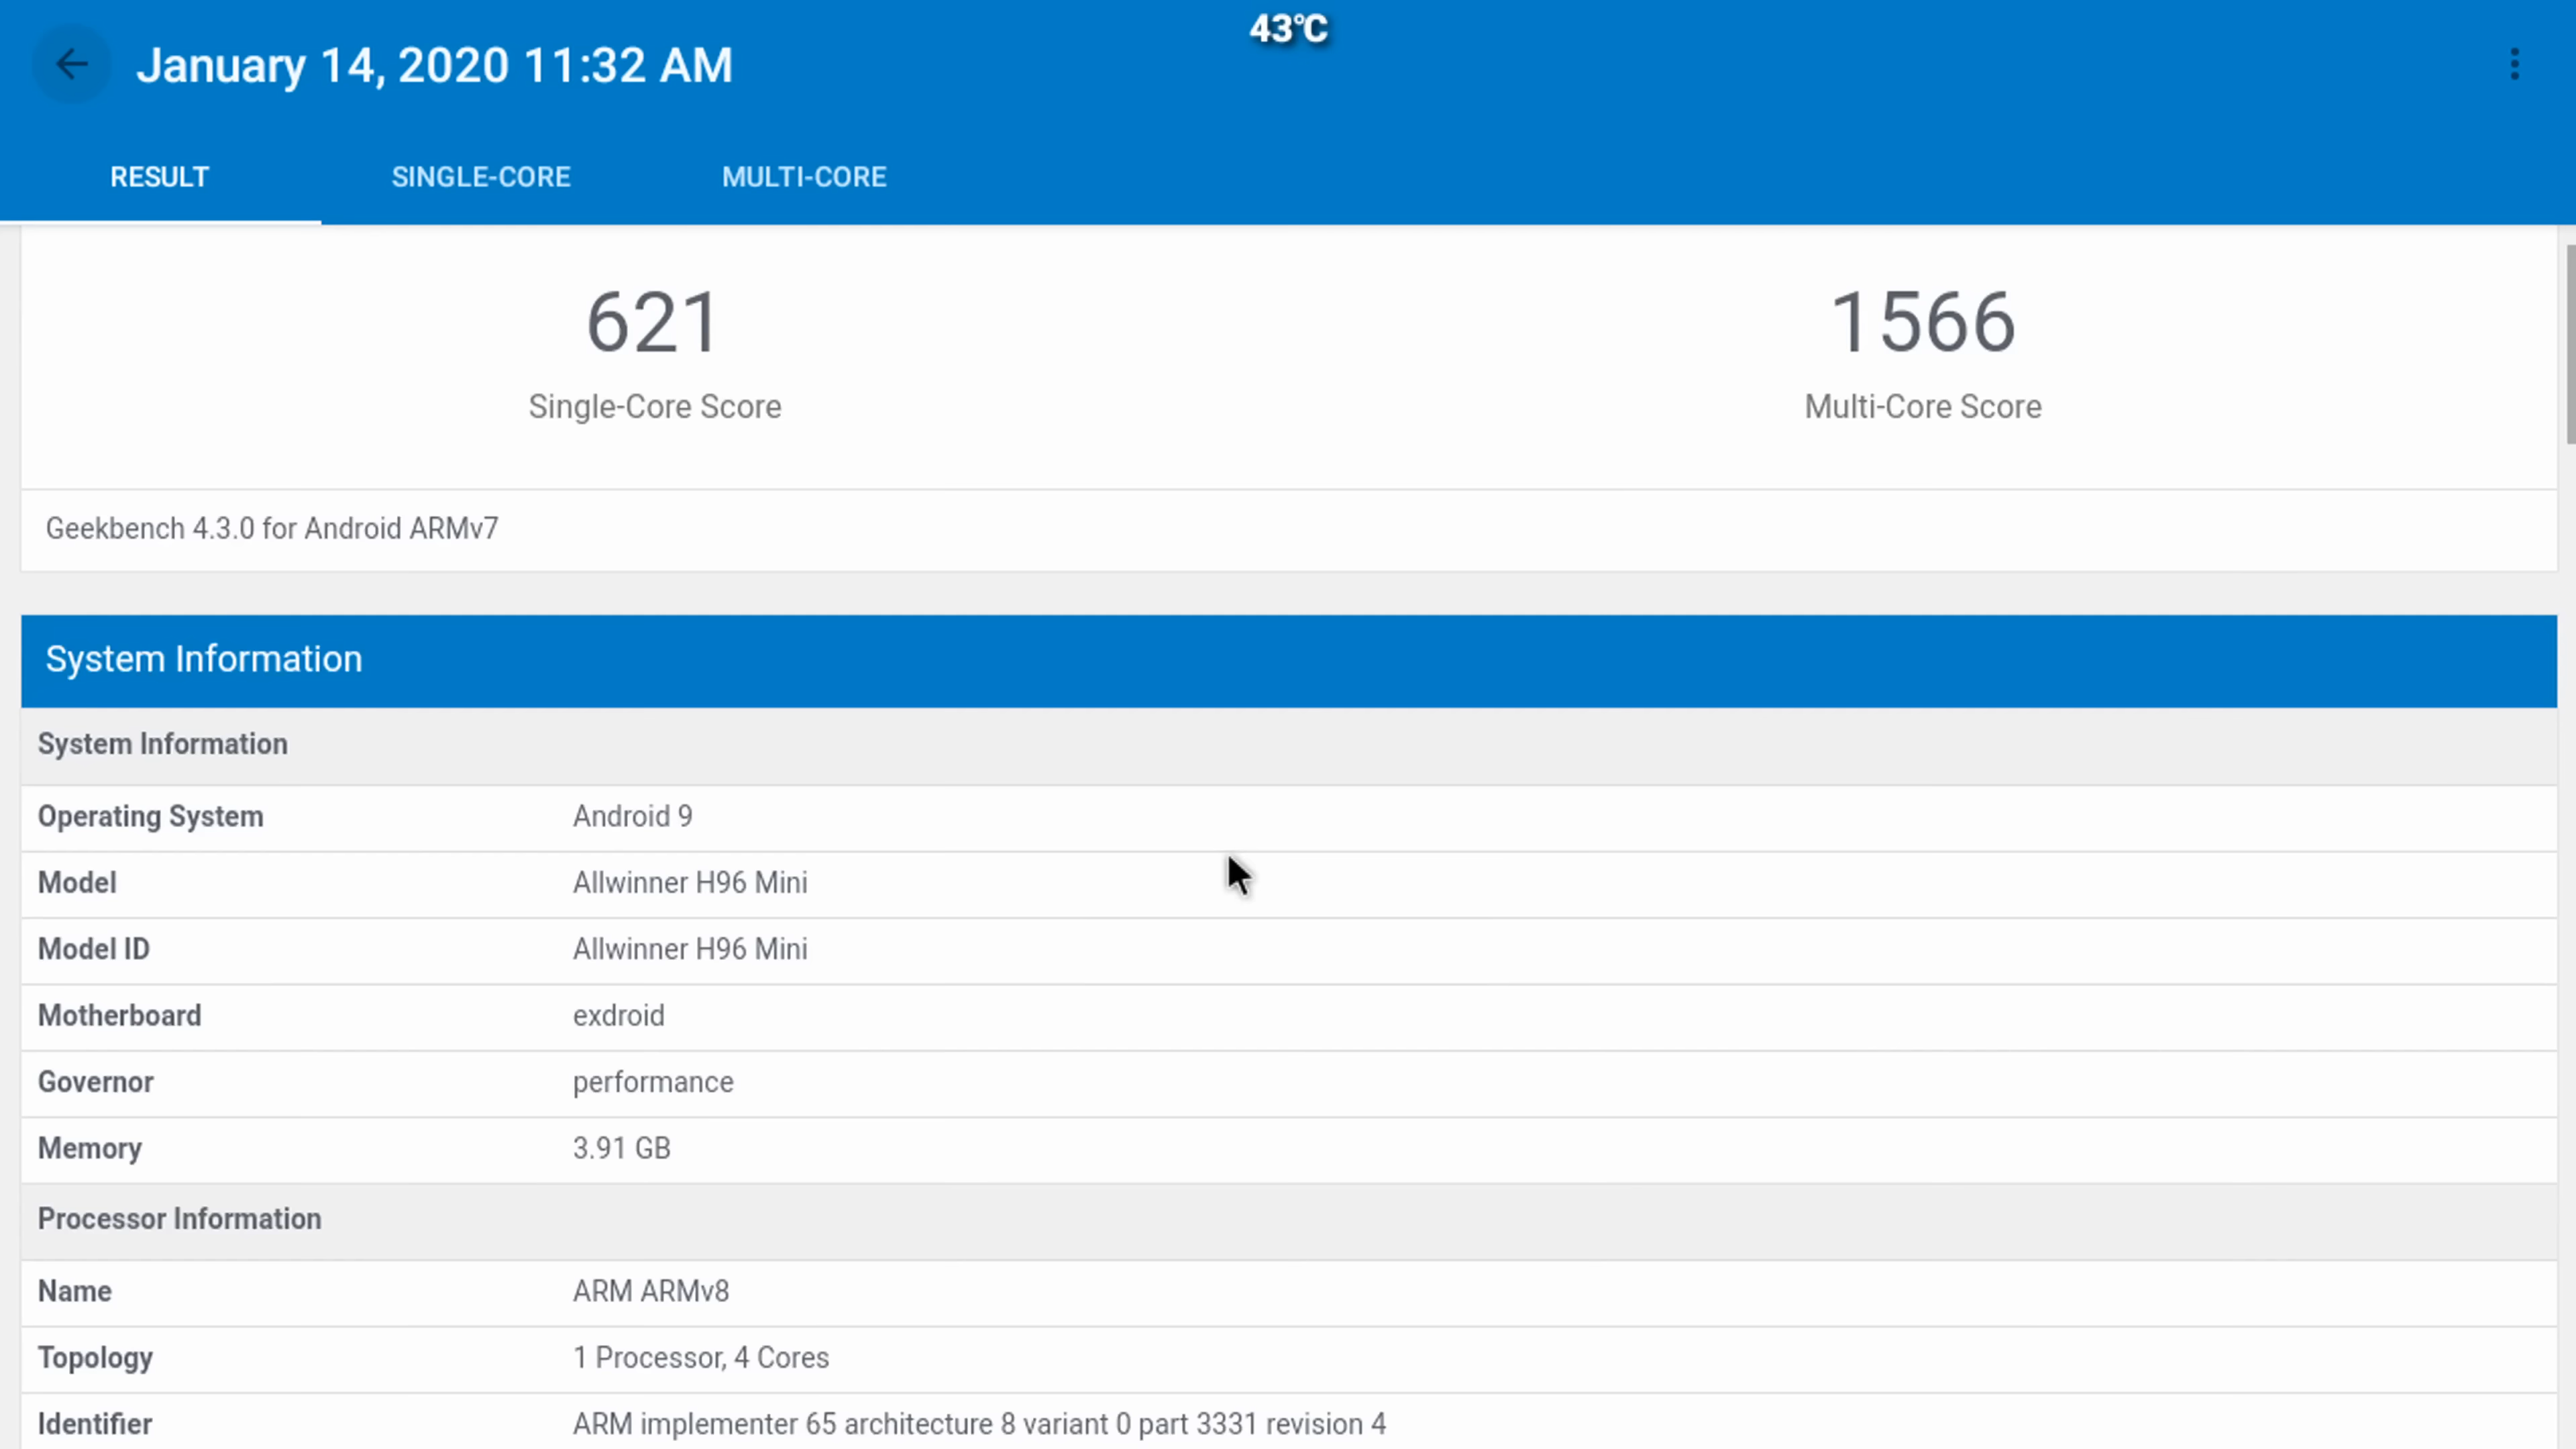 43°C
January 14, 2020 11:32 AM
RESULT SINGLE-CORE MULTI-CORE
621 1566
Single-Core Score Multi-Core Score
Geekbench 4.3.0 for Android ARMv7
System Information
System Information
Operating System Android 9
Model Allwinner H96 Mini
Model ID Allwinner H96 Mini
Motherboard exdroid
Governor performance
Memory 3.91 GB
Processor Information
Name ARM ARMv8
Topology 1 Processor, 4 Cores
Identifier ARM implementer 65 architecture 8 variant 0 part 3331 revision 4